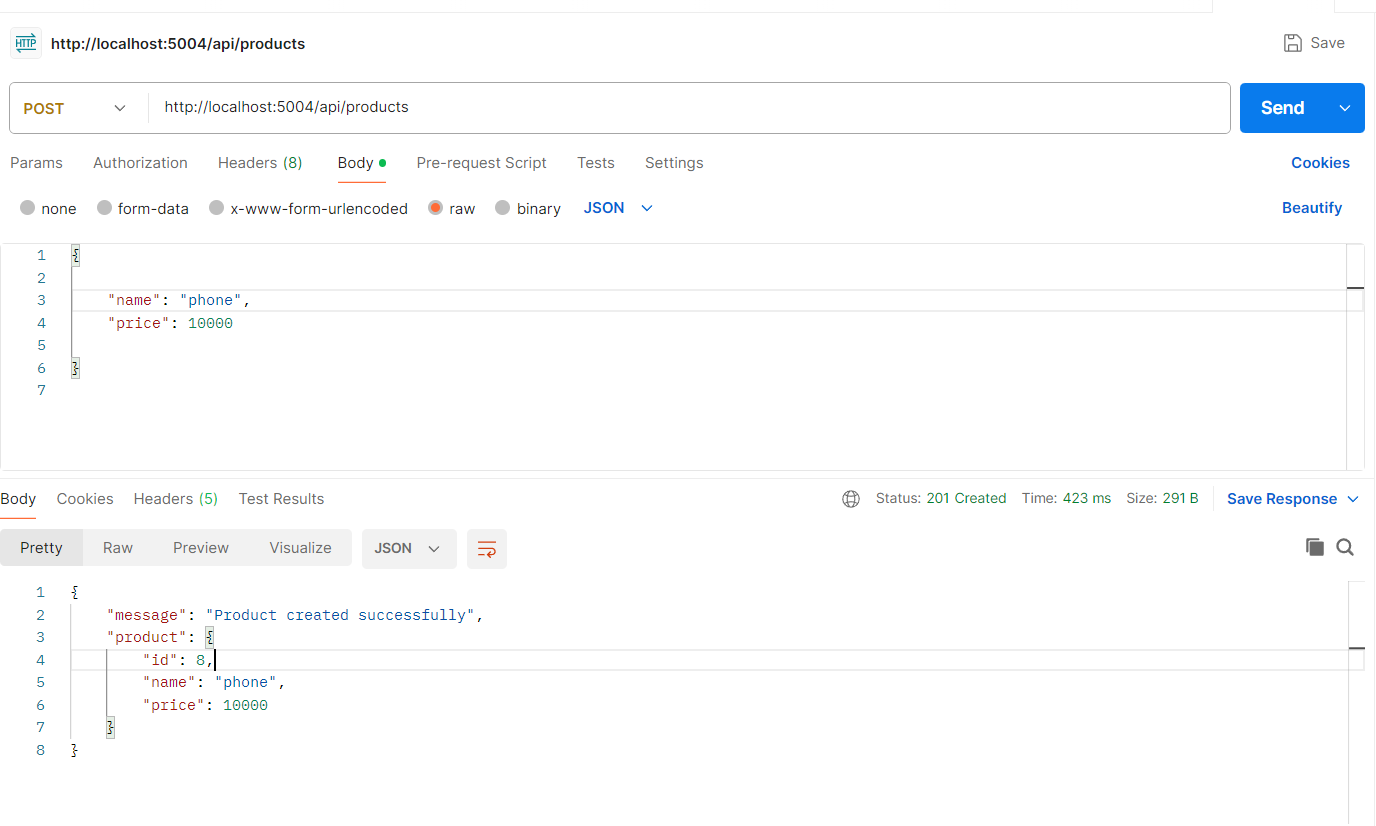 HTTP http://localhost:5004/api/products Save
POST http://localhost:5004/api/products Send
Params Authorization Headers (8) Body Pre-request Script Tests Settings Cookies
none form-data x-www-form-urlencoded raw binary JSON Beautify
1 {
2
3 "name": "phone",
4 "price": 10000
5
6 }
7
Body Cookies Headers (5) Test Results Status: 201 Created Time: 423 ms Size: 291 B Save Response
Pretty Raw Preview Visualize JSON
1 {
2 "message": "Product created successfully",
3 "product": {
4 "id": 8,
5 "name": "phone",
6 "price": 10000
7 }
8 }